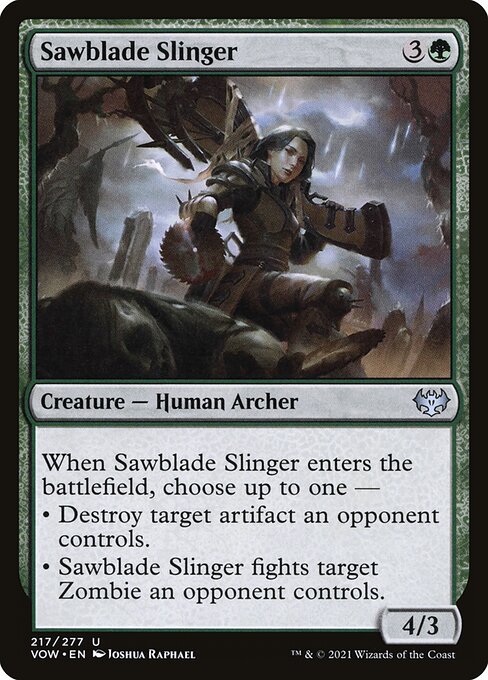 Sawblade Slinger 3
Creature — Human Archer
When Sawblade Slinger enters the
battlefield, choose up to one —
• Destroy target artifact an opponent
controls.
• Sawblade Slinger fights target
Zombie an opponent controls.
4/3
217/277 U
VOW • EN Joshua Raphael ™ & © 2021 Wizards of the Coast